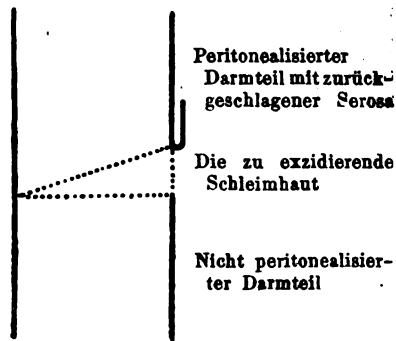 Peritonealisierter
Darmteil mit zurück-
geschlagener Serosa
Die zu exzidierende
Schleimhaut
Nicht peritonealisier-
ter Darmteil